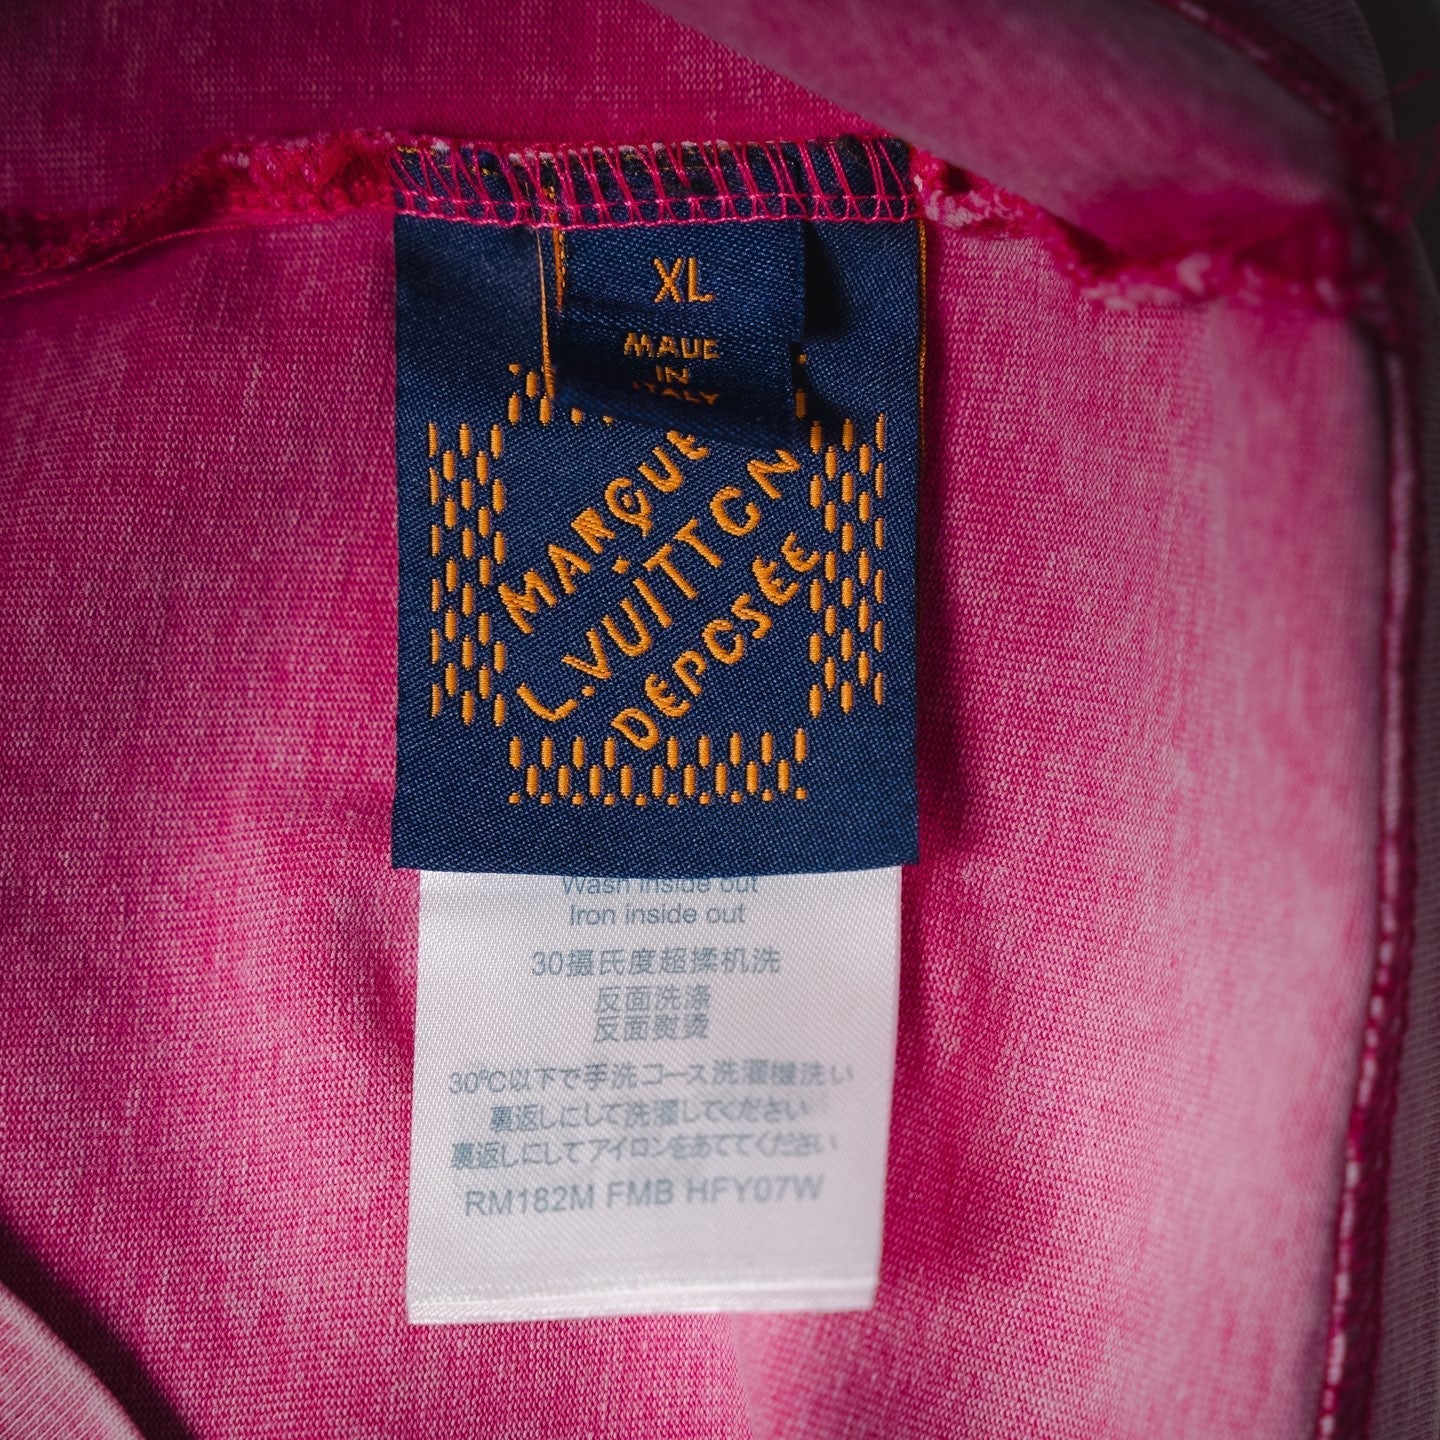 XL
MADE
IN
ITALY
MARQUE
L.VUITTON
DEPOSÉE
Wash inside out
Iron inside out
30摄氏度超揉机洗
反面洗涤
反面熨烫
30℃以下で手洗コース洗濯機洗い
裏返しにして洗濯してください
裏返しにしてアイロンをあててください
RM182M FMB HFY07W